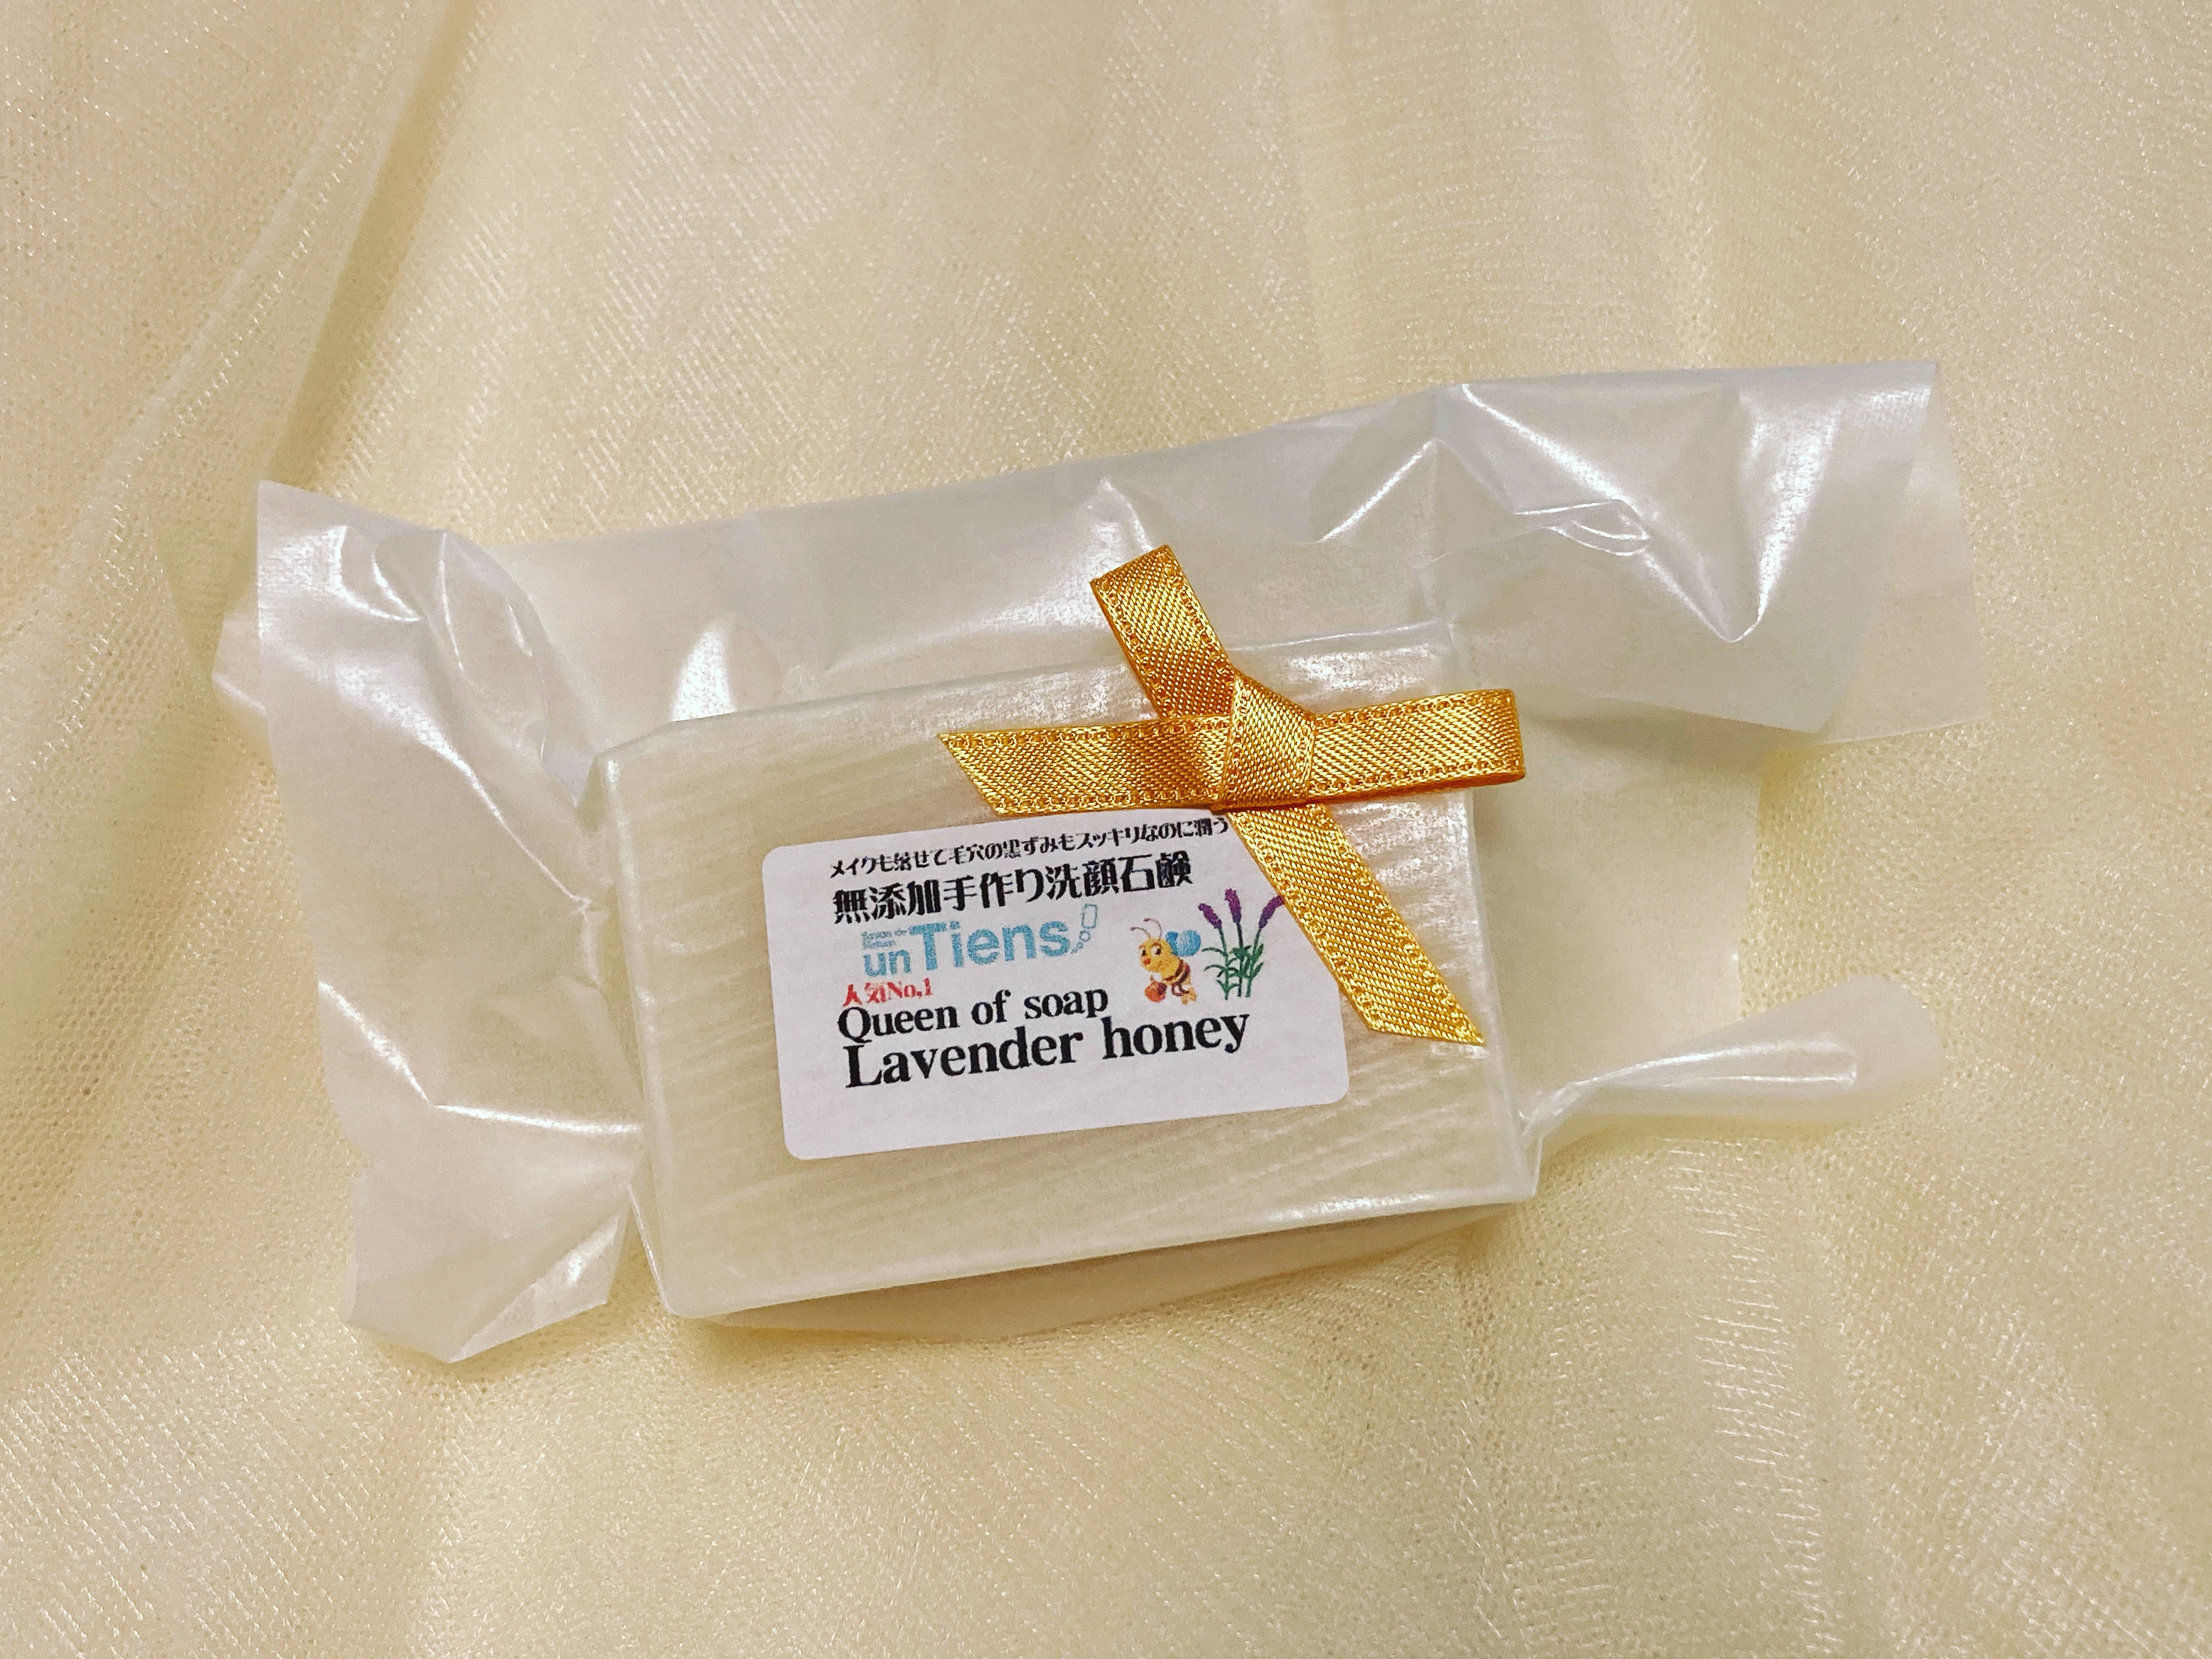 メイクも落せて毛穴の黒ずみもスッキリなのに潤う
無添加手作り洗顔石鹸
un Tiens
人気No,1
Queen of soap
Lavender honey